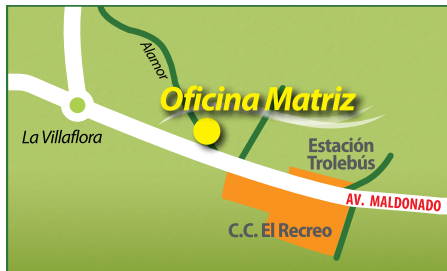 Alamor
Oficina Matriz
La Villaflora
Estación
Trolebús
AV. MALDONADO
C.C. El Recreo